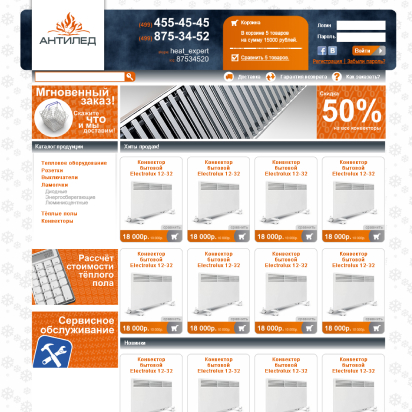 АНТИЛЕД
(499) 455-45-45
(499) 875-34-52
heat_expert
87534520
Корзина
В корзине 5 товаров
на сумму 15000 рублей.
Сравнить 5 товаров.
Логин
Пароль
Войти
Регистрация | Забыли пароль?
Доставка
Гарантия возврата
Как заказать?
Мгновенный
заказ!
Скажите
что
и мы
доставим!
Скидка
50%
на все конвекторы
Каталог продукции
Тепловое оборудование
Розетки
Выключатели
Лампочки
Диодные
Энергосберегающие
Люминесцентные
Тёплые полы
Конвекторы
Рассчёт
стоимости
тёплого
пола
Сервисное
обслуживание
Хиты продаж!
Конвектор
бытовой
Electrolux 12-32
18 000р.
Конвектор
бытовой
Electrolux 12-32
18 000р.
Конвектор
бытовой
Electrolux 12-32
18 000р.
Конвектор
бытовой
Electrolux 12-32
18 000р.
Конвектор
бытовой
Electrolux 12-32
18 000р.
Конвектор
бытовой
Electrolux 12-32
18 000р.
Конвектор
бытовой
Electrolux 12-32
18 000р.
Конвектор
бытовой
Electrolux 12-32
18 000р.
Новинки
Конвектор
бытовой
Electrolux 12-32
Конвектор
бытовой
Electrolux 12-32
Конвектор
бытовой
Electrolux 12-32
Конвектор
бытовой
Electrolux 12-32